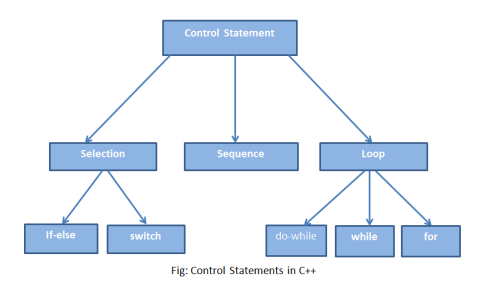 Control Statement
Selection
Sequence
Loop
If-else
switch
do-while
while
for
Fig: Control Statements in C++